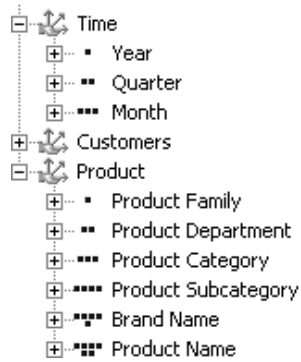 Time
Year
Quarter
Month
Customers
Product
Product Family
Product Department
Product Category
Product Subcategory
Brand Name
Product Name